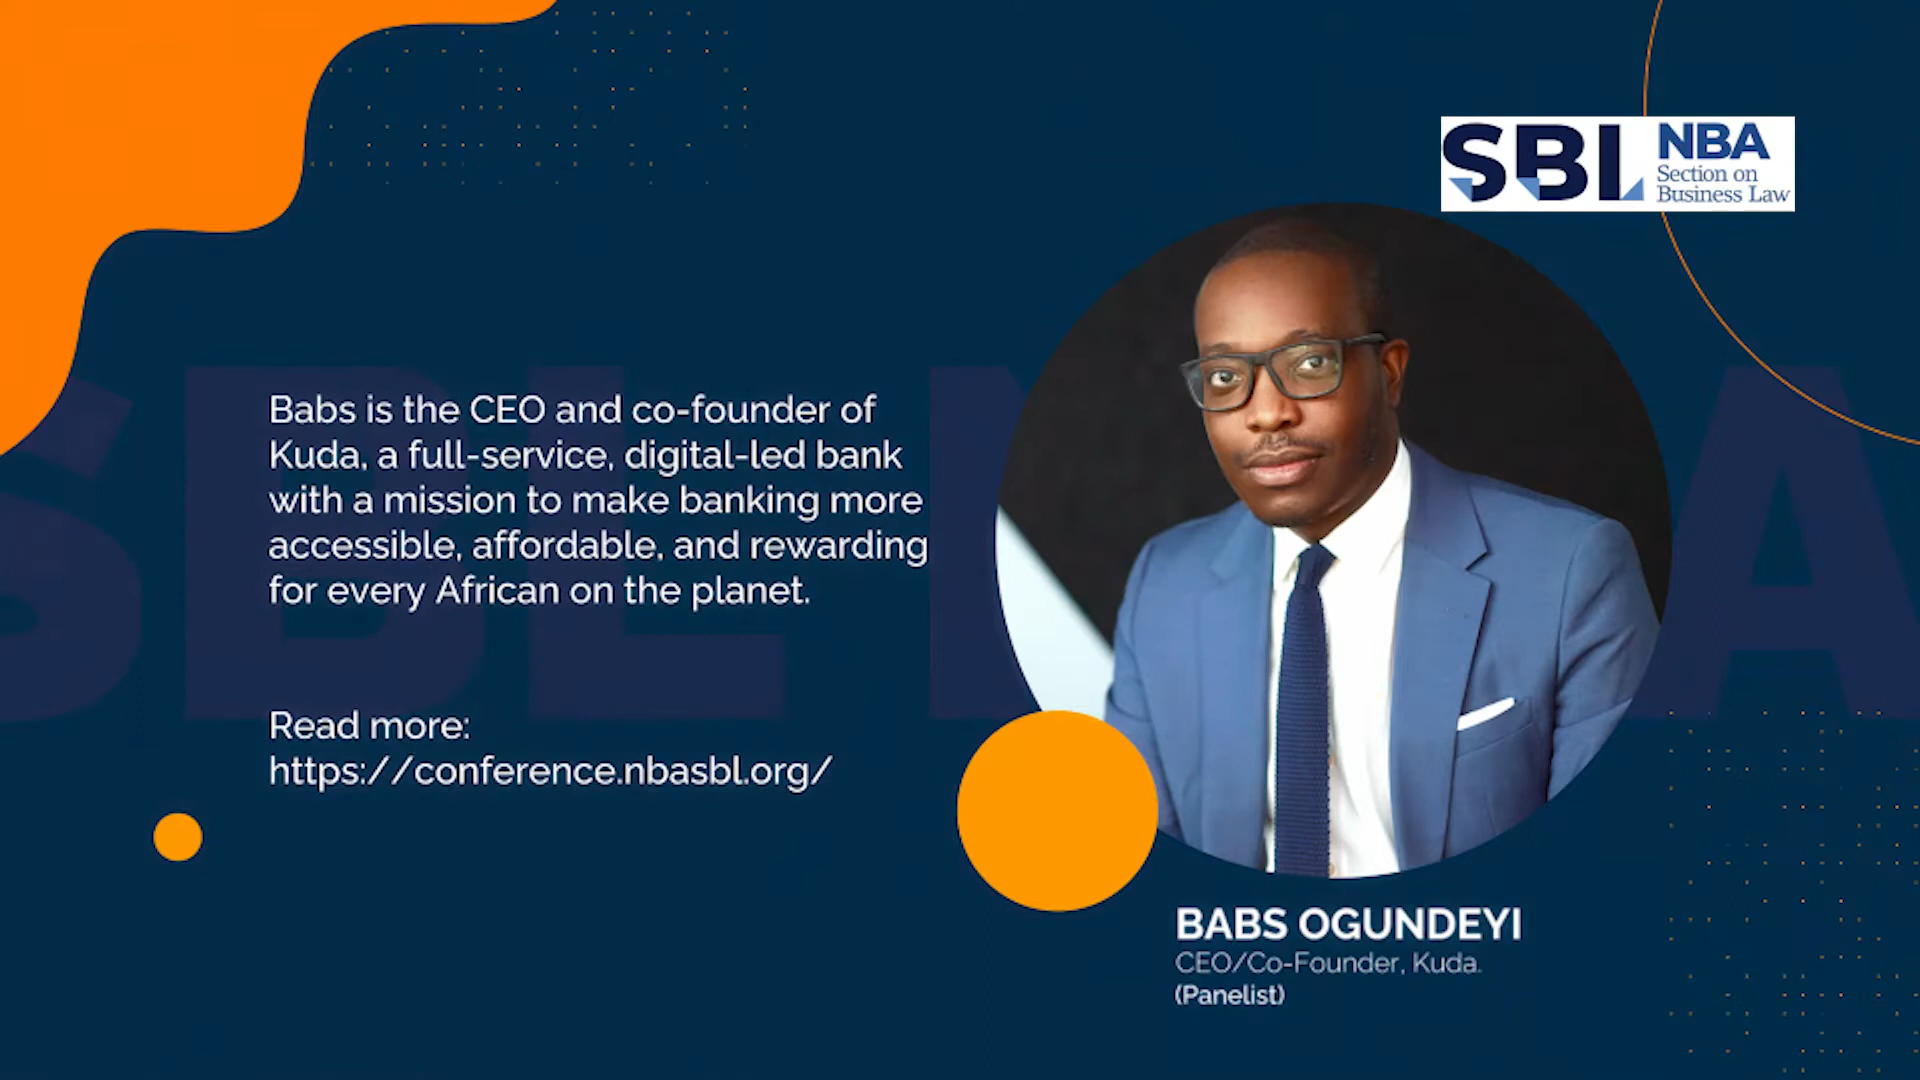 SBL NBA
Section on
Business Law
Babs is the CEO and co-founder of
Kuda, a full-service, digital-led bank
with a mission to make banking more
accessible, affordable, and rewarding
for every African on the planet.
Read more:
https://conference.nbasbl.org/
BABS OGUNDEYI
CEO/Co-Founder, Kuda.
(Panelist)